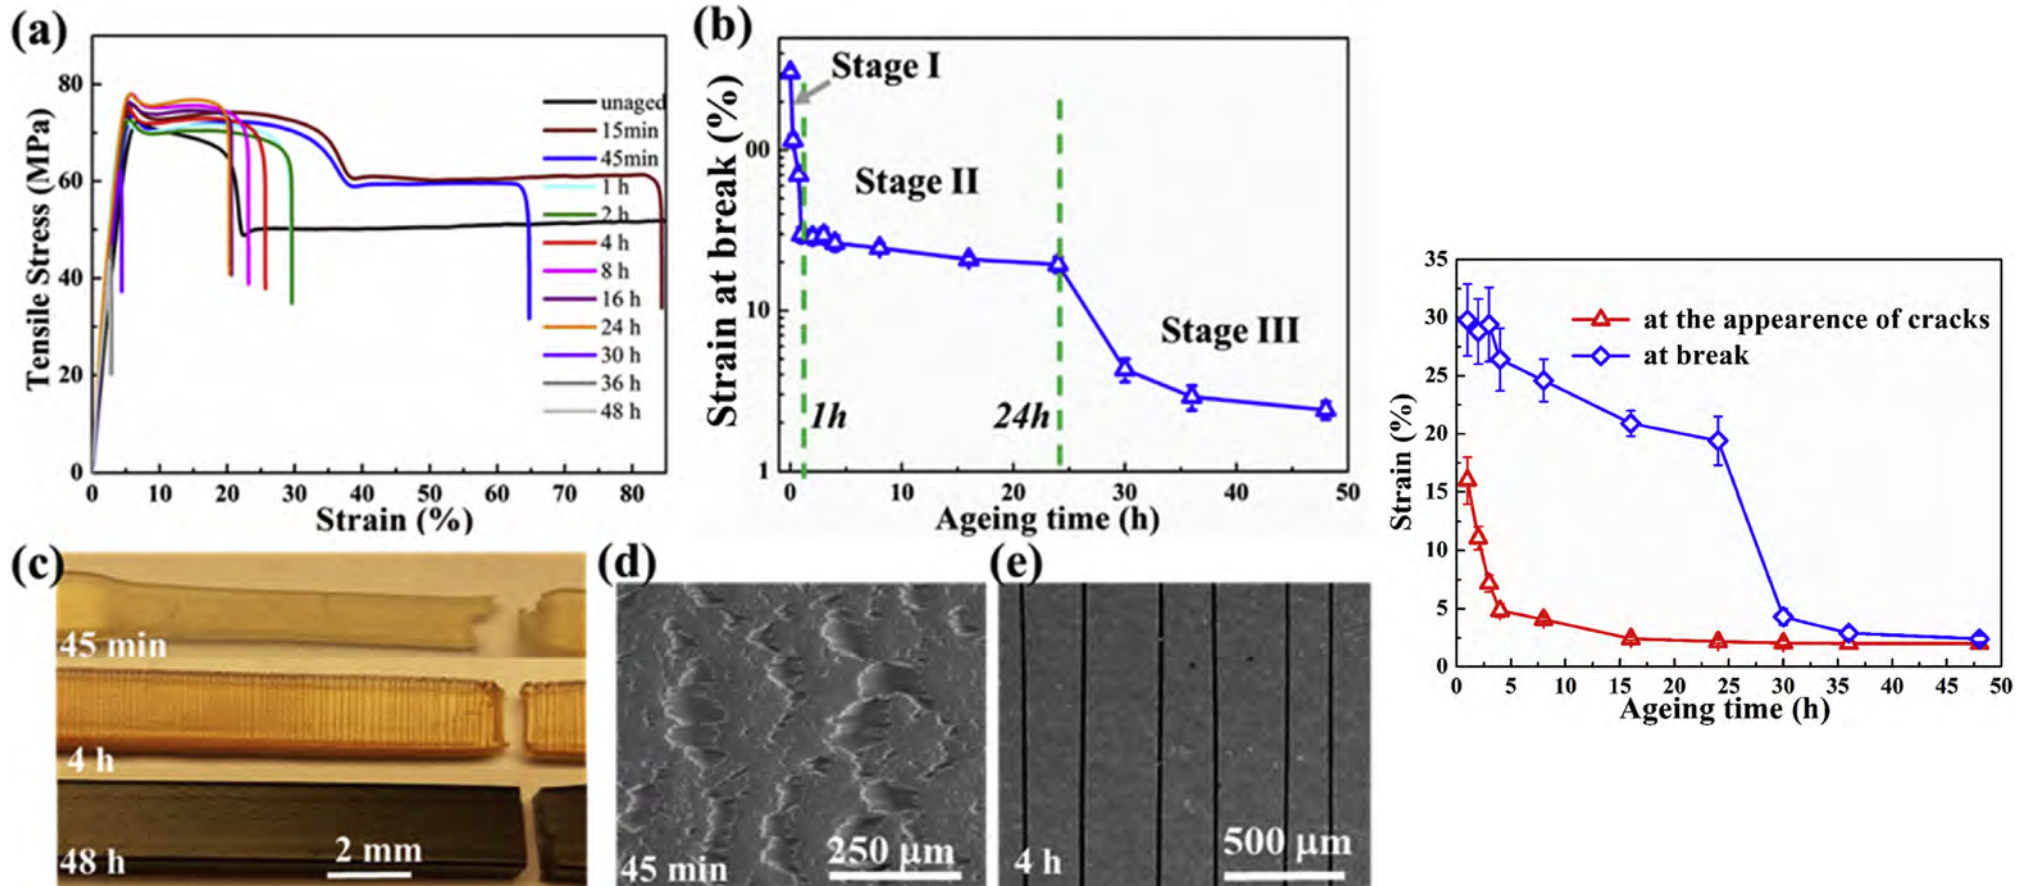 (a)
Tensile Stress (MPa)
80
60
40
20
0
0 10 20 30 40 50 60 70 80
Strain (%)
unaged
15min
45min
1 h
2 h
4 h
8 h
16 h
24 h
30 h
36 h
48 h
(b)
Strain at break (%)
00
10
1
Stage I
Stage II
Stage III
1h
24h
0 10 20 30 40 50
Ageing time (h)
(c)
45 min
4 h
48 h
2 mm
(d)
45 min
250 μm
(e)
4 h
500 μm
Strain (%)
35
30
25
20
15
10
5
0
at the appearence of cracks
at break
0 5 10 15 20 25 30 35 40 45 50
Ageing time (h)